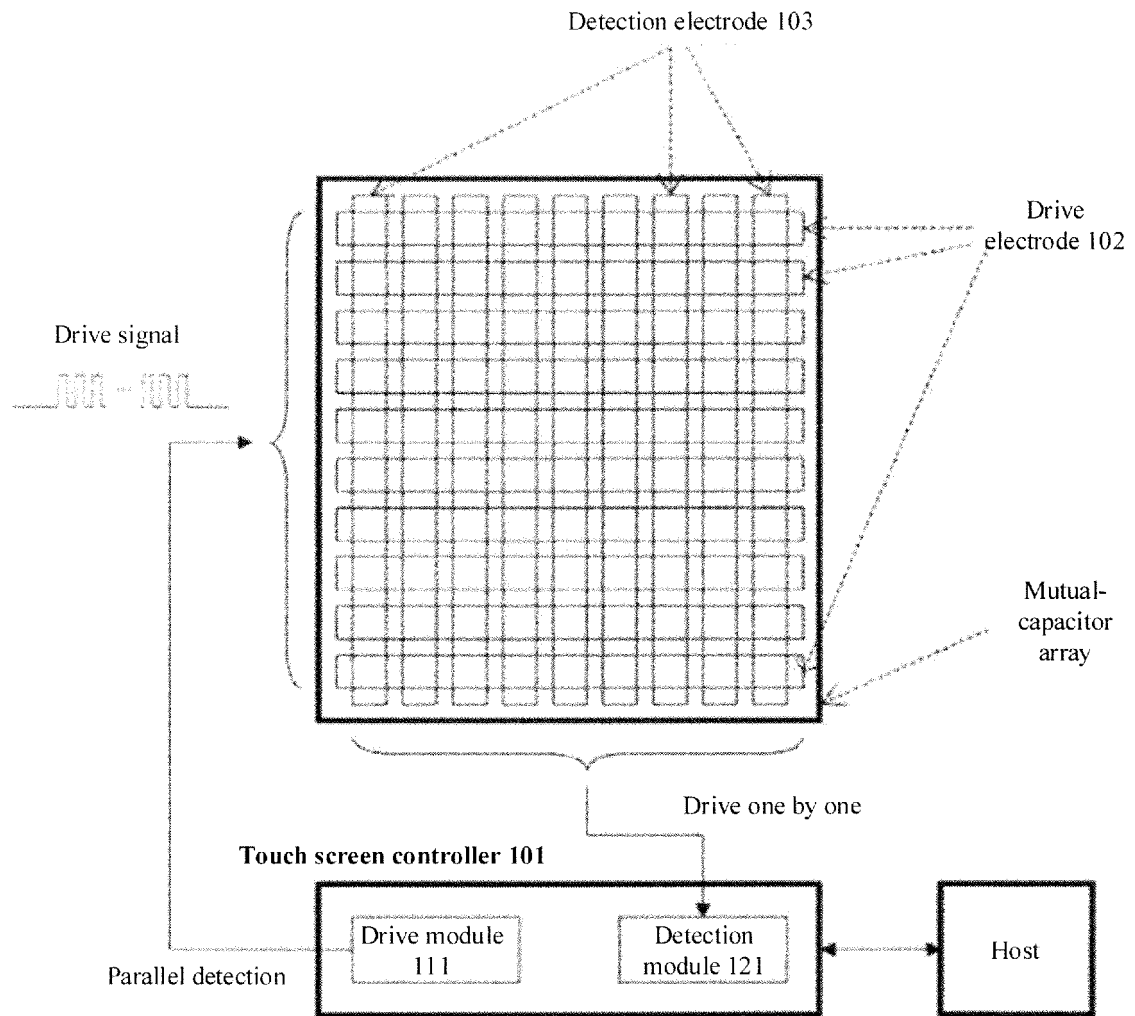 Detection electrode 103
Drive
electrode 102
Drive signal
Mutual-
capacitor
array
Drive one by one
Touch screen controller 101
Drive module
111
Detection
module 121
Host
Parallel detection